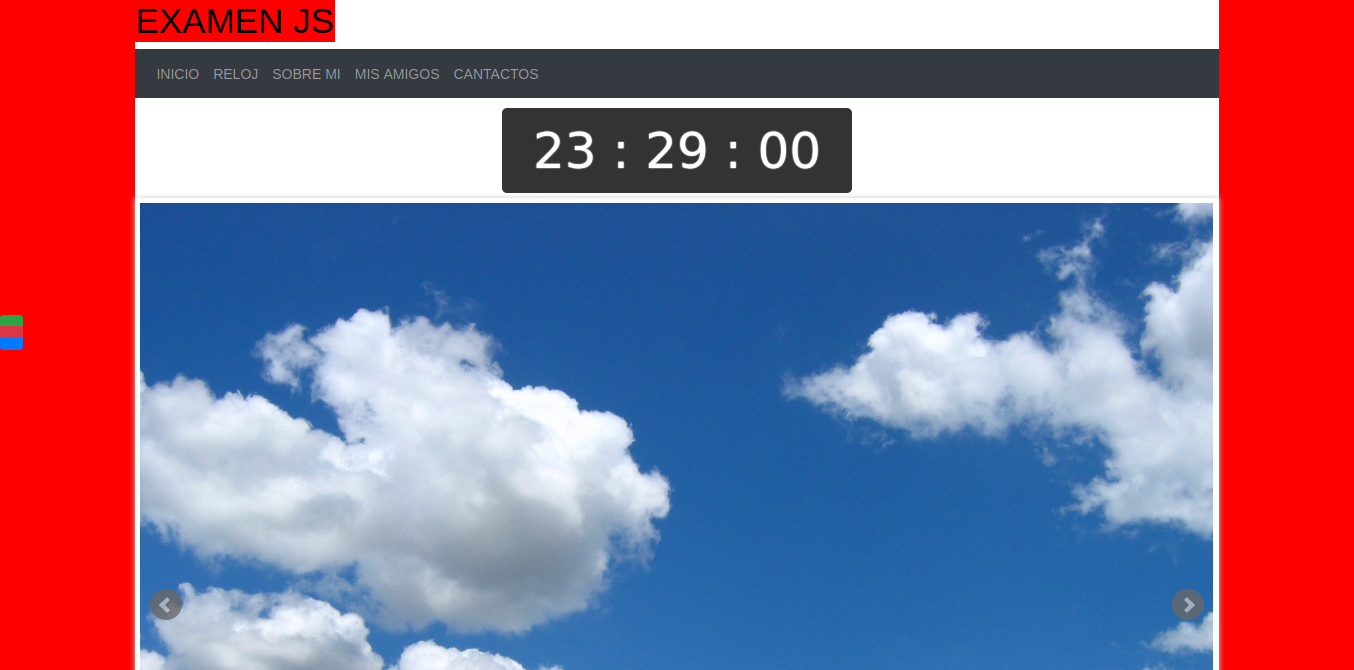 EXAMEN JS
INICIO RELOJ SOBRE MI MIS AMIGOS CANTACTOS
23 : 29 : 00